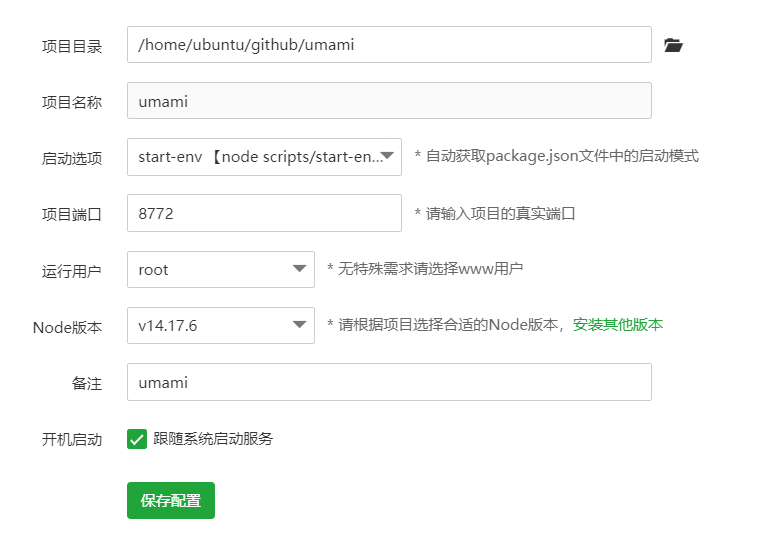 项目目录 /home/ubuntu/github/umami
项目名称 umami
启动选项 start-env 【node scripts/start-en... * 自动获取package.json文件中的启动模式
项目端口 8772 * 请输入项目的真实端口
运行用户 root * 无特殊需求请选择www用户
Node版本 v14.17.6 * 请根据项目选择合适的Node版本，安装其他版本
备注 umami
开机启动 跟随系统启动服务
保存配置